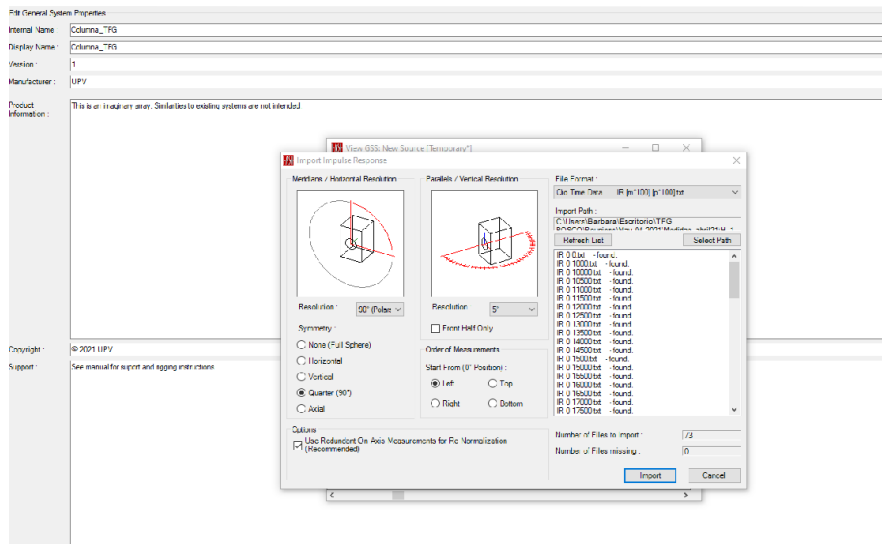 Edit General System Properties
Internal Name
Columna_TFG
Display Name :
Columna_TFG
Version :
1
Manufacturer :
UPV
Product
Information :
This is an imaginary array. Similarities to existing systems are not intended
Copyright :
© 2021 UPV
Support :
See manual for suport and rigging instructions
View GSS: New Source [Temporary*]
Import Impulse Response
Meridians / Horizontal Resolution
Resolution :
90° (Polars
Symmetry :
None (Full Sphere)
Horizontal
Vertical
Quarter (90°)
Axial
Parallels / Vertical Resolution
Resolution
5°
Front Half Only
Order of Measurements
Start From (0° Position) :
Left
Top
Right
Bottom
Options
Use Redundant On Axis Measurements for Re Normalization
(Recommended)
File Format :
Clio Time Data IR [m*100] [p*100].txt
Import Path :
C:\Users\Barbara\Escritorio\TFG
Refresh List
Select Path
IR 0 0.txt - found.
IR 0 1000.txt - found.
IR 0 10000.txt - found.
IR 0 10500.txt - found.
IR 0 11000.txt - found.
IR 0 11500.txt - found.
IR 0 12000.txt - found.
IR 0 12500.txt - found.
IR 0 13000.txt - found.
IR 0 13500.txt - found.
IR 0 14000.txt - found.
IR 0 14500.txt - found.
IR 0 1500.txt - found.
IR 0 15000.txt - found.
IR 0 15500.txt - found.
IR 0 16000.txt - found.
IR 0 16500.txt - found.
IR 0 17000.txt - found.
IR 0 17500.txt - found.
Number of Files to Import :
73
Number of Files missing :
0
Import
Cancel